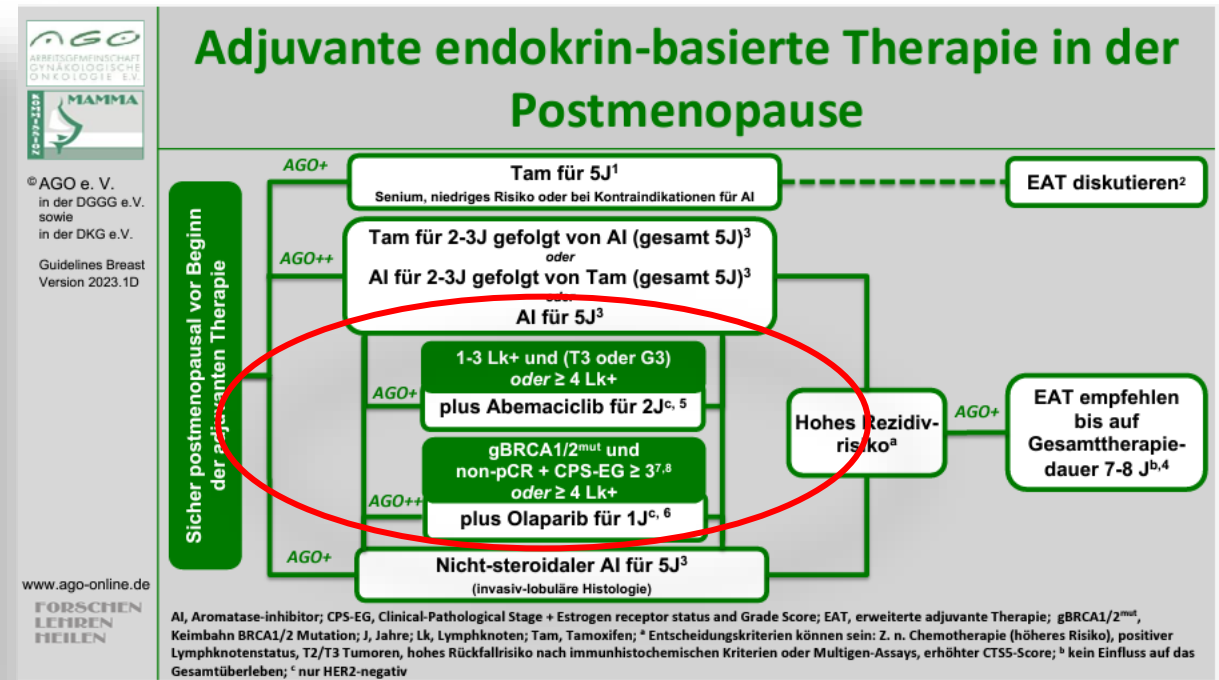 AGO
ARBEITSGEMEINSCHAFT
GYNÄKOLOGISCHE
ONKOLOGIE E.V.
MAMMA
© AGO e. V.
in der DGGG e.V.
sowie
in der DKG e.V.
Guidelines Breast
Version 2023.1D
www.ago-online.de
FORSCHEN
LEHREN
HEILEN
Adjuvante endokrin-basierte Therapie in der
Postmenopause
Sicher postmenopausal vor Beginn
der adjuvanten Therapie
AGO+
Tam für 5J¹
Senium, niedriges Risiko oder bei Kontraindikationen für AI
EAT diskutieren²
AGO++
Tam für 2-3J gefolgt von AI (gesamt 5J)³
oder
AI für 2-3J gefolgt von Tam (gesamt 5J)³
oder
AI für 5J³
1-3 Lk+ und (T3 oder G3)
oder ≥ 4 Lk+
AGO+
plus Abemaciclib für 2Jᶜ, ⁵
gBRCA1/2ᵐᵘᵗ und
non-pCR + CPS-EG ≥ 3⁷,⁸
oder ≥ 4 Lk+
AGO++
plus Olaparib für 1Jᶜ, ⁶
AGO+
Nicht-steroidaler AI für 5J³
(invasiv-lobuläre Histologie)
Hohes Rezidiv-
risikoᵃ
AGO+
EAT empfehlen
bis auf
Gesamttherapie-
dauer 7-8 Jᵇ,⁴
AI, Aromatase-inhibitor; CPS-EG, Clinical-Pathological Stage + Estrogen receptor status and Grade Score; EAT, erweiterte adjuvante Therapie; gBRCA1/2ᵐᵘᵗ,
Keimbahn BRCA1/2 Mutation; J, Jahre; Lk, Lymphknoten; Tam, Tamoxifen; ᵃ Entscheidungskriterien können sein: Z. n. Chemotherapie (höheres Risiko), positiver
Lymphknotenstatus, T2/T3 Tumoren, hohes Rückfallrisiko nach immunhistochemischen Kriterien oder Multigen-Assays, erhöhter CTS5-Score; ᵇ kein Einfluss auf das
Gesamtüberleben; ᶜ nur HER2-negativ